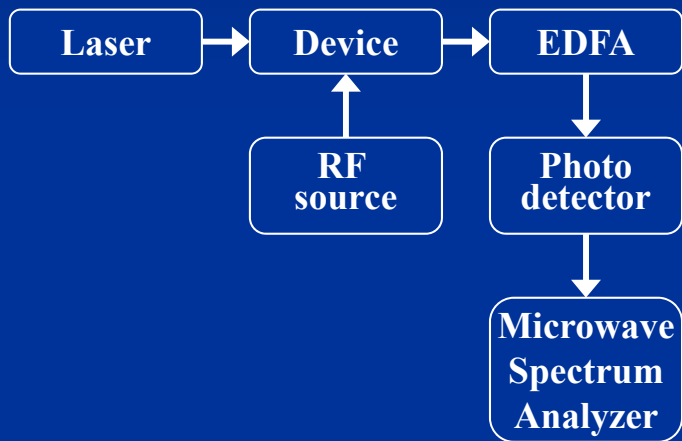 Laser
Device
EDFA
RF
source
Photo
detector
Microwave
Spectrum
Analyzer